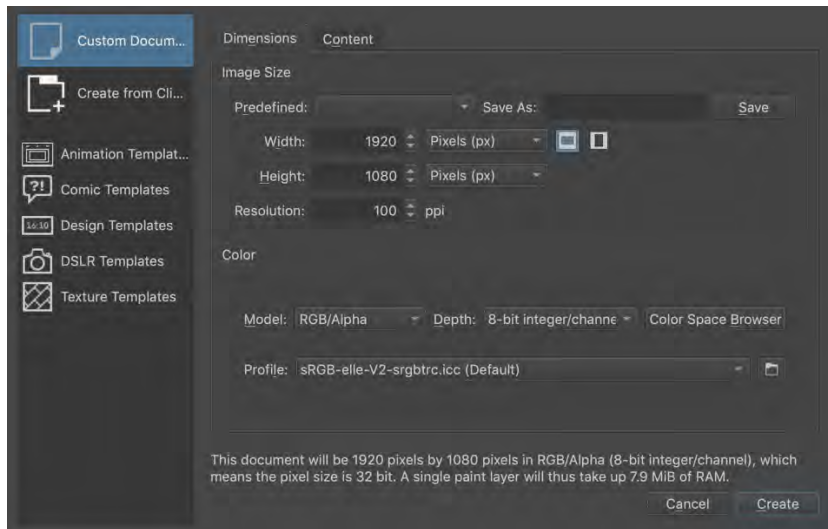 Custom Docum...
Create from Cli...
Animation Templat...
?!
Comic Templates
16:10
Design Templates
DSLR Templates
Texture Templates
Dimensions Content
Image Size
Predefined: Save As: Save
Width: 1920 Pixels (px)
Height: 1080 Pixels (px)
Resolution: 100 ppi
Color
Model: RGB/Alpha Depth: 8-bit integer/channe Color Space Browser
Profile: sRGB-elle-V2-srgbtrc.icc (Default)
This document will be 1920 pixels by 1080 pixels in RGB/Alpha (8-bit integer/channel), which
means the pixel size is 32 bit. A single paint layer will thus take up 7.9 MiB of RAM.
Cancel Create